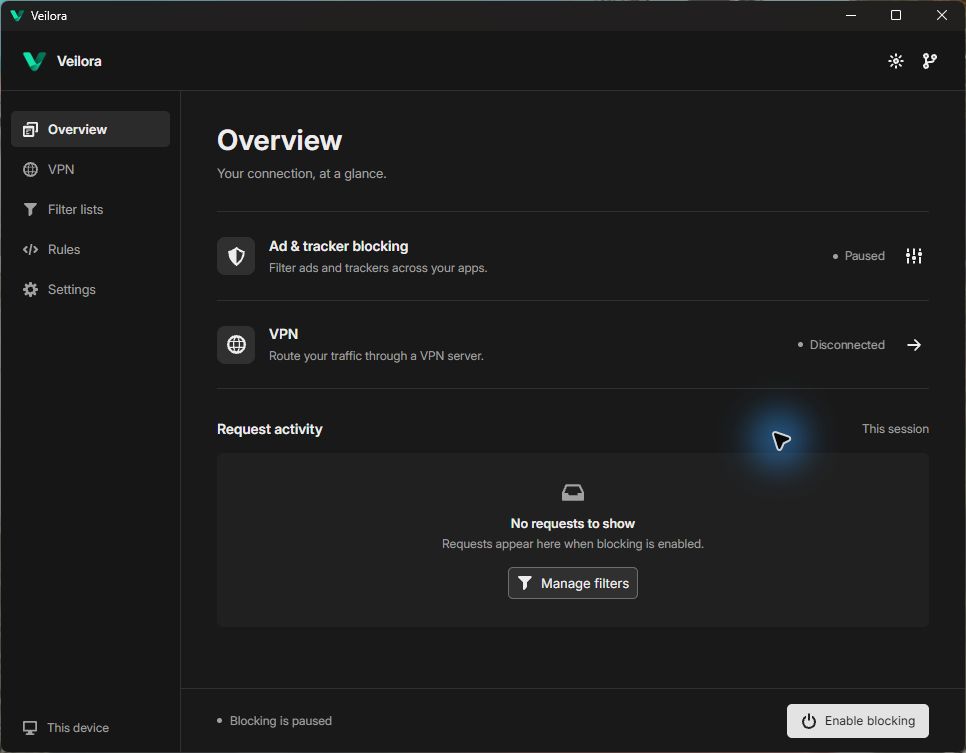 Veilora
Veilora
Overview
VPN
Filter lists
Rules
Settings
This device
Overview
Your connection, at a glance.
Ad & tracker blocking
Filter ads and trackers across your apps.
Paused
VPN
Route your traffic through a VPN server.
Disconnected
Request activity
This session
No requests to show
Requests appear here when blocking is enabled.
Manage filters
Blocking is paused
Enable blocking